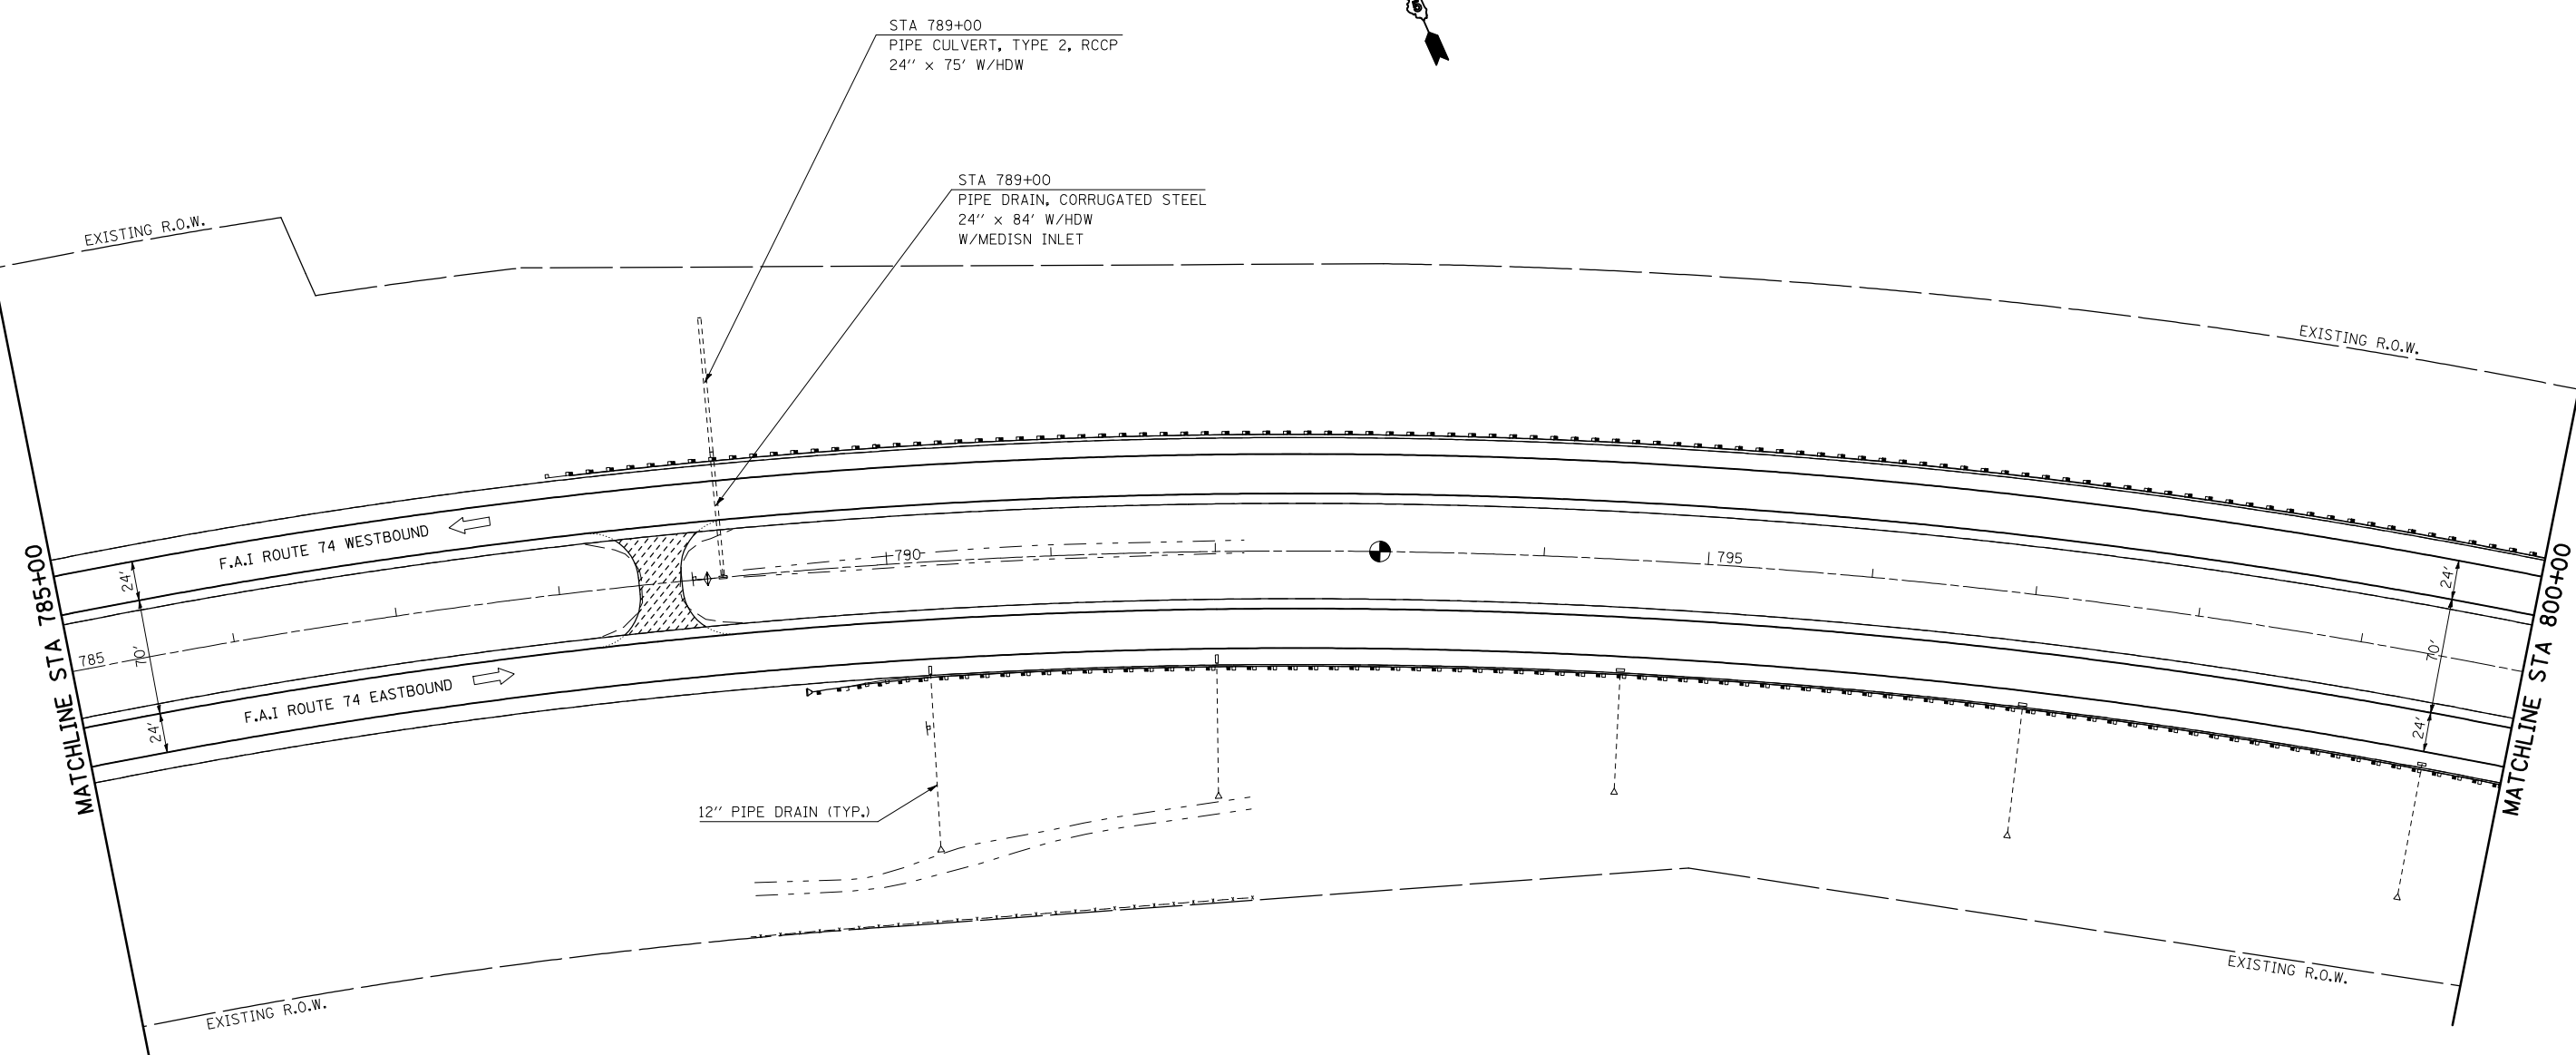 STA 789+00
PIPE CULVERT, TYPE 2, RCCP
24" x 75' W/HDW
STA 789+00
PIPE DRAIN, CORRUGATED STEEL
24" x 84' W/HDW
W/MEDISN INLET
EXISTING R.O.W.
EXISTING R.O.W.
F.A.I ROUTE 74 WESTBOUND
790
795
24'
24'
MATCHLINE STA 785+00
MATCHLINE STA 800+00
785
70'
70'
F.A.I ROUTE 74 EASTBOUND
24'
24'
12" PIPE DRAIN (TYP.)
EXISTING R.O.W.
EXISTING R.O.W.